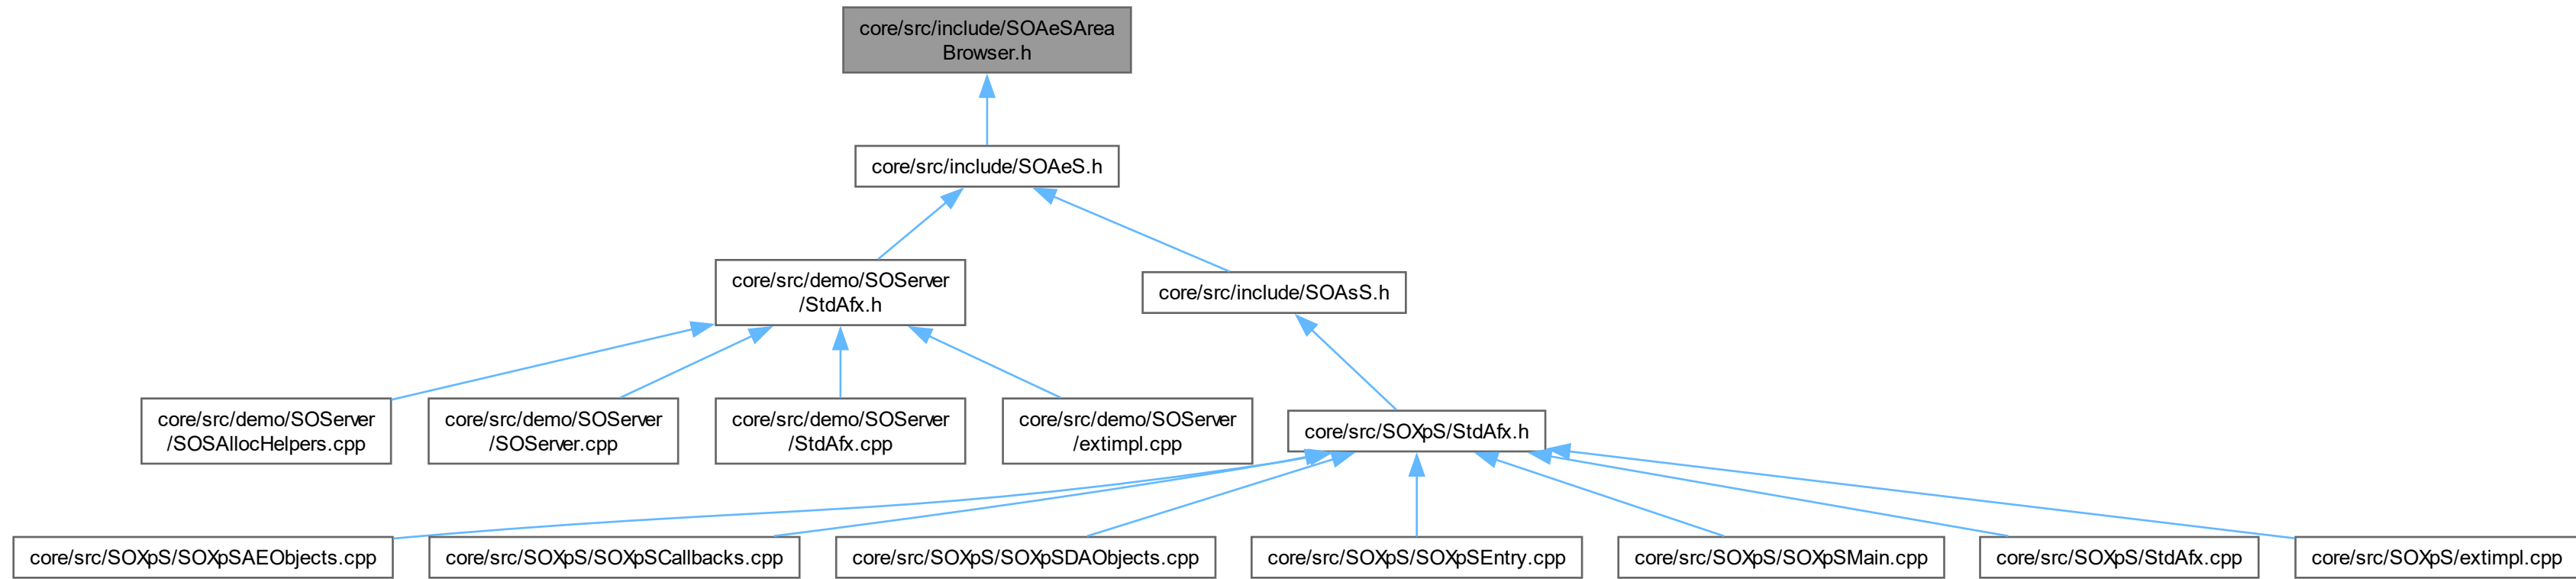 core/src/include/SOAeSArea
Browser.h
core/src/include/SOAeS.h
core/src/demo/SOServer
/StdAfx.h
core/src/include/SOAsS.h
core/src/demo/SOServer
/SOSAllocHelpers.cpp
core/src/demo/SOServer
/SOServer.cpp
core/src/demo/SOServer
/StdAfx.cpp
core/src/demo/SOServer
/extimpl.cpp
core/src/SOXpS/StdAfx.h
core/src/SOXpS/SOXpSAEObjects.cpp
core/src/SOXpS/SOXpSCallbacks.cpp
core/src/SOXpS/SOXpSDAObjects.cpp
core/src/SOXpS/SOXpSEntry.cpp
core/src/SOXpS/SOXpSMain.cpp
core/src/SOXpS/StdAfx.cpp
core/src/SOXpS/extimpl.cpp